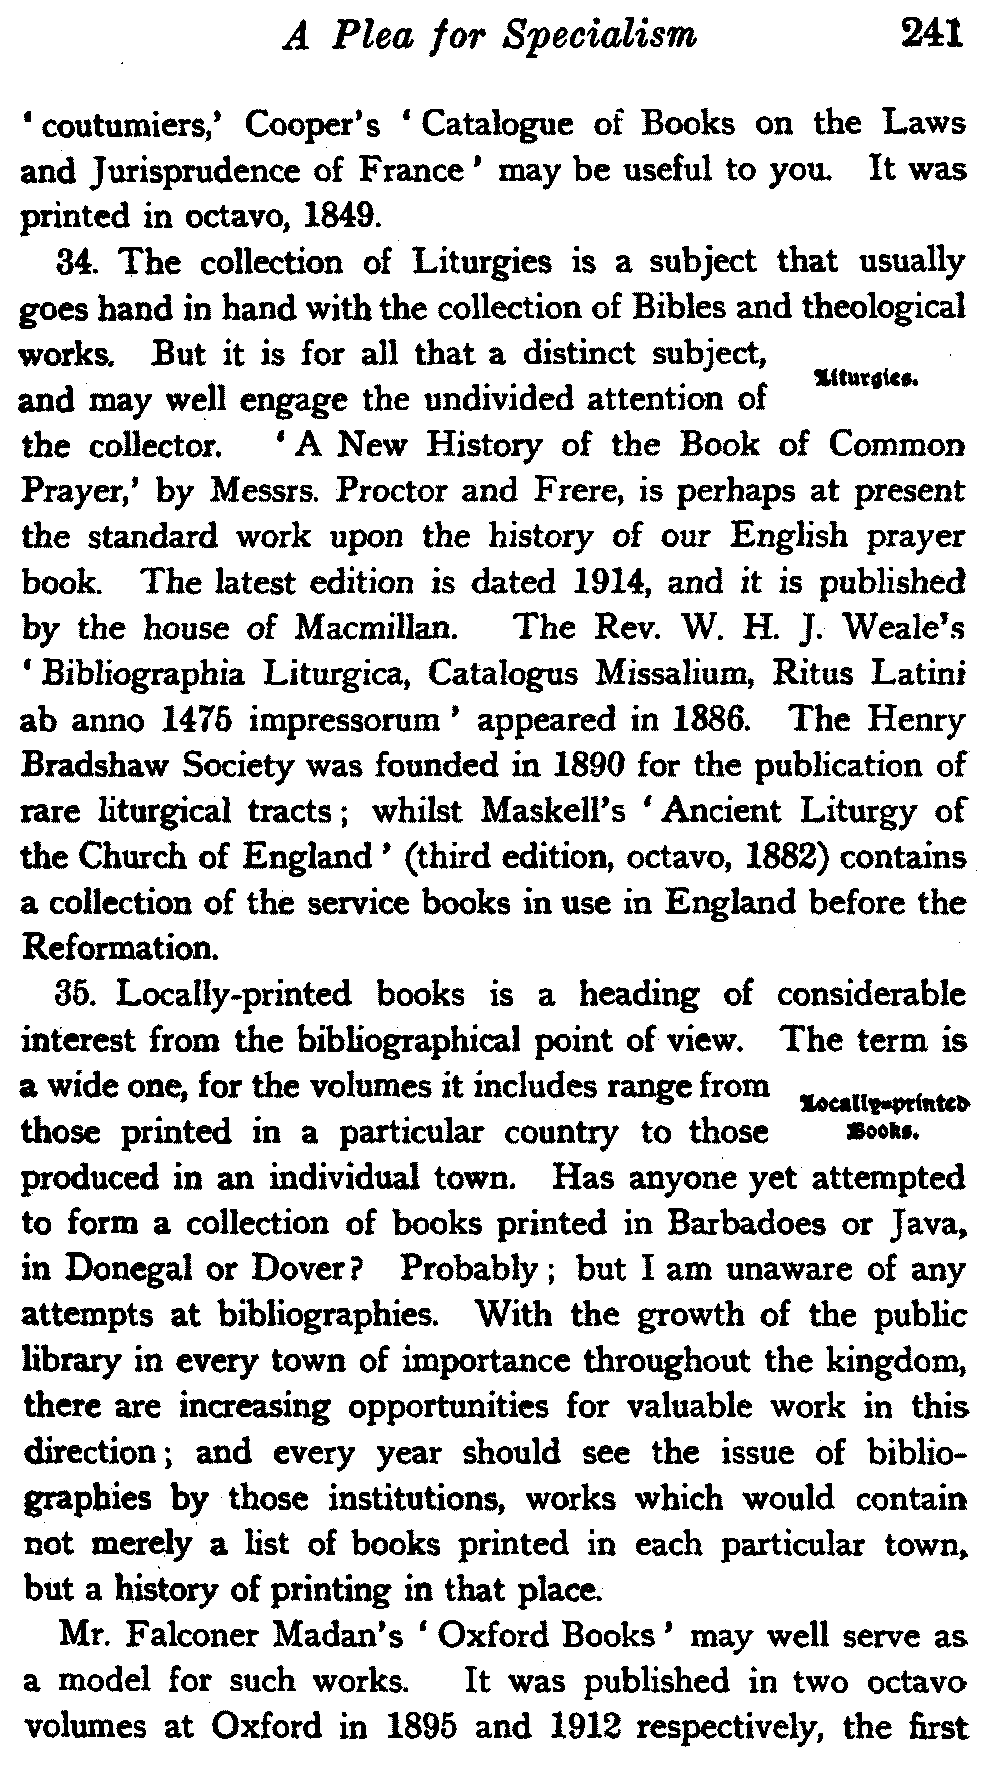 A Plea for Specialism 241
‘coutumiers,’ Cooper's ‘Catalogue of Books on the Laws
and Jurisprudence of France’ may be useful to you. It was
printed in octavo, 1849.
34. The collection of Liturgies is a subject that usually
goes hand in hand with the collection of Bibles and theological
works. But it is for all that a distinct subject,
Liturgies.
and may well engage the undivided attention of
the collector. ‘A New History of the Book of Common
Prayer,’ by Messrs. Proctor and Frere, is perhaps at present
the standard work upon the history of our English prayer
book. The latest edition is dated 1914, and it is published
by the house of Macmillan. The Rev. W. H. J. Weale's
‘Bibliographia Liturgica, Catalogus Missalium, Ritus Latini
ab anno 1475 impressorum’ appeared in 1886. The Henry
Bradshaw Society was founded in 1890 for the publication of
rare liturgical tracts; whilst Maskell's ‘Ancient Liturgy of
the Church of England’ (third edition, octavo, 1882) contains
a collection of the service books in use in England before the
Reformation.
35. Locally-printed books is a heading of considerable
interest from the bibliographical point of view. The term is
a wide one, for the volumes it includes range from
Locally-printed
those printed in a particular country to those
Books.
produced in an individual town. Has anyone yet attempted
to form a collection of books printed in Barbadoes or Java,
in Donegal or Dover? Probably; but I am unaware of any
attempts at bibliographies. With the growth of the public
library in every town of importance throughout the kingdom,
there are increasing opportunities for valuable work in this
direction; and every year should see the issue of biblio-
graphies by those institutions, works which would contain
not merely a list of books printed in each particular town,
but a history of printing in that place.
Mr. Falconer Madan's ‘Oxford Books’ may well serve as
a model for such works. It was published in two octavo
volumes at Oxford in 1895 and 1912 respectively, the first